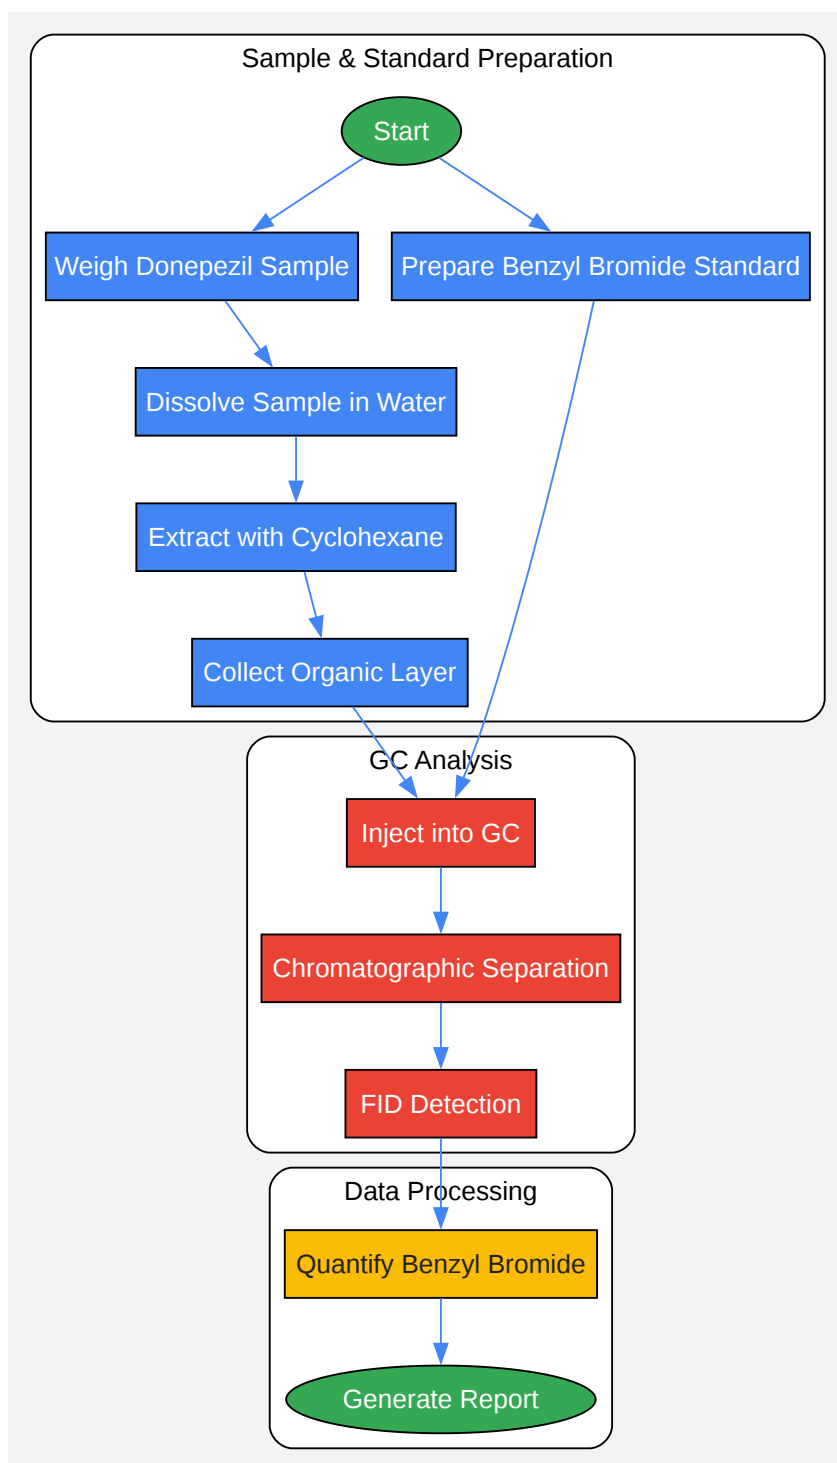 Sample & Standard Preparation
Start
Weigh Donepezil Sample
Prepare Benzyl Bromide Standard
Dissolve Sample in Water
Extract with Cyclohexane
Collect Organic Layer
GC Analysis
Inject into GC
Chromatographic Separation
FID Detection
Data Processing
Quantify Benzyl Bromide
Generate Report